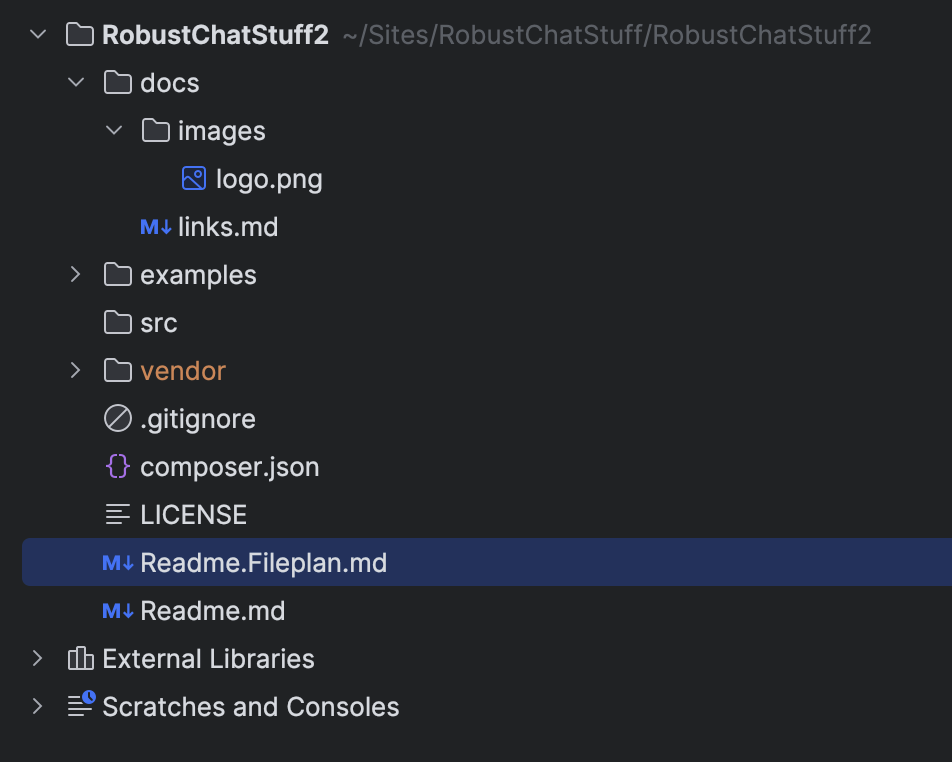 RobustChatStuff2 ~/Sites/RobustChatStuff/RobustChatStuff2
docs
images
logo.png
M↓ links.md
examples
src
vendor
.gitignore
{} composer.json
LICENSE
M↓ Readme.Fileplan.md
M↓ Readme.md
External Libraries
Scratches and Consoles